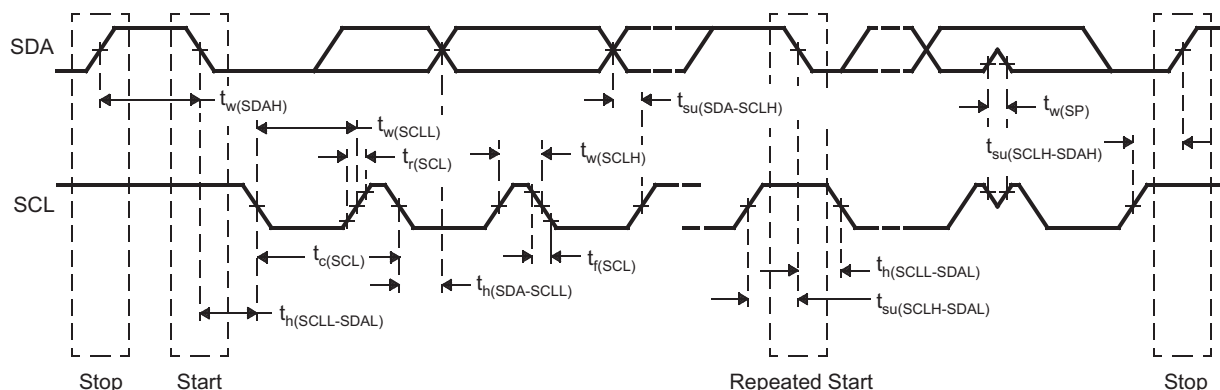 SDA
t_w(SDAH)
t_su(SDA-SCLH)
t_w(SP)
t_w(SCLL)
t_r(SCL)
t_w(SCLH)
t_su(SCLH-SDAH)
SCL
t_c(SCL)
t_f(SCL)
t_h(SDA-SCLL)
t_h(SCLL-SDAL)
t_h(SCLL-SDAL)
t_su(SCLH-SDAL)
Stop
Start
Repeated Start
Stop